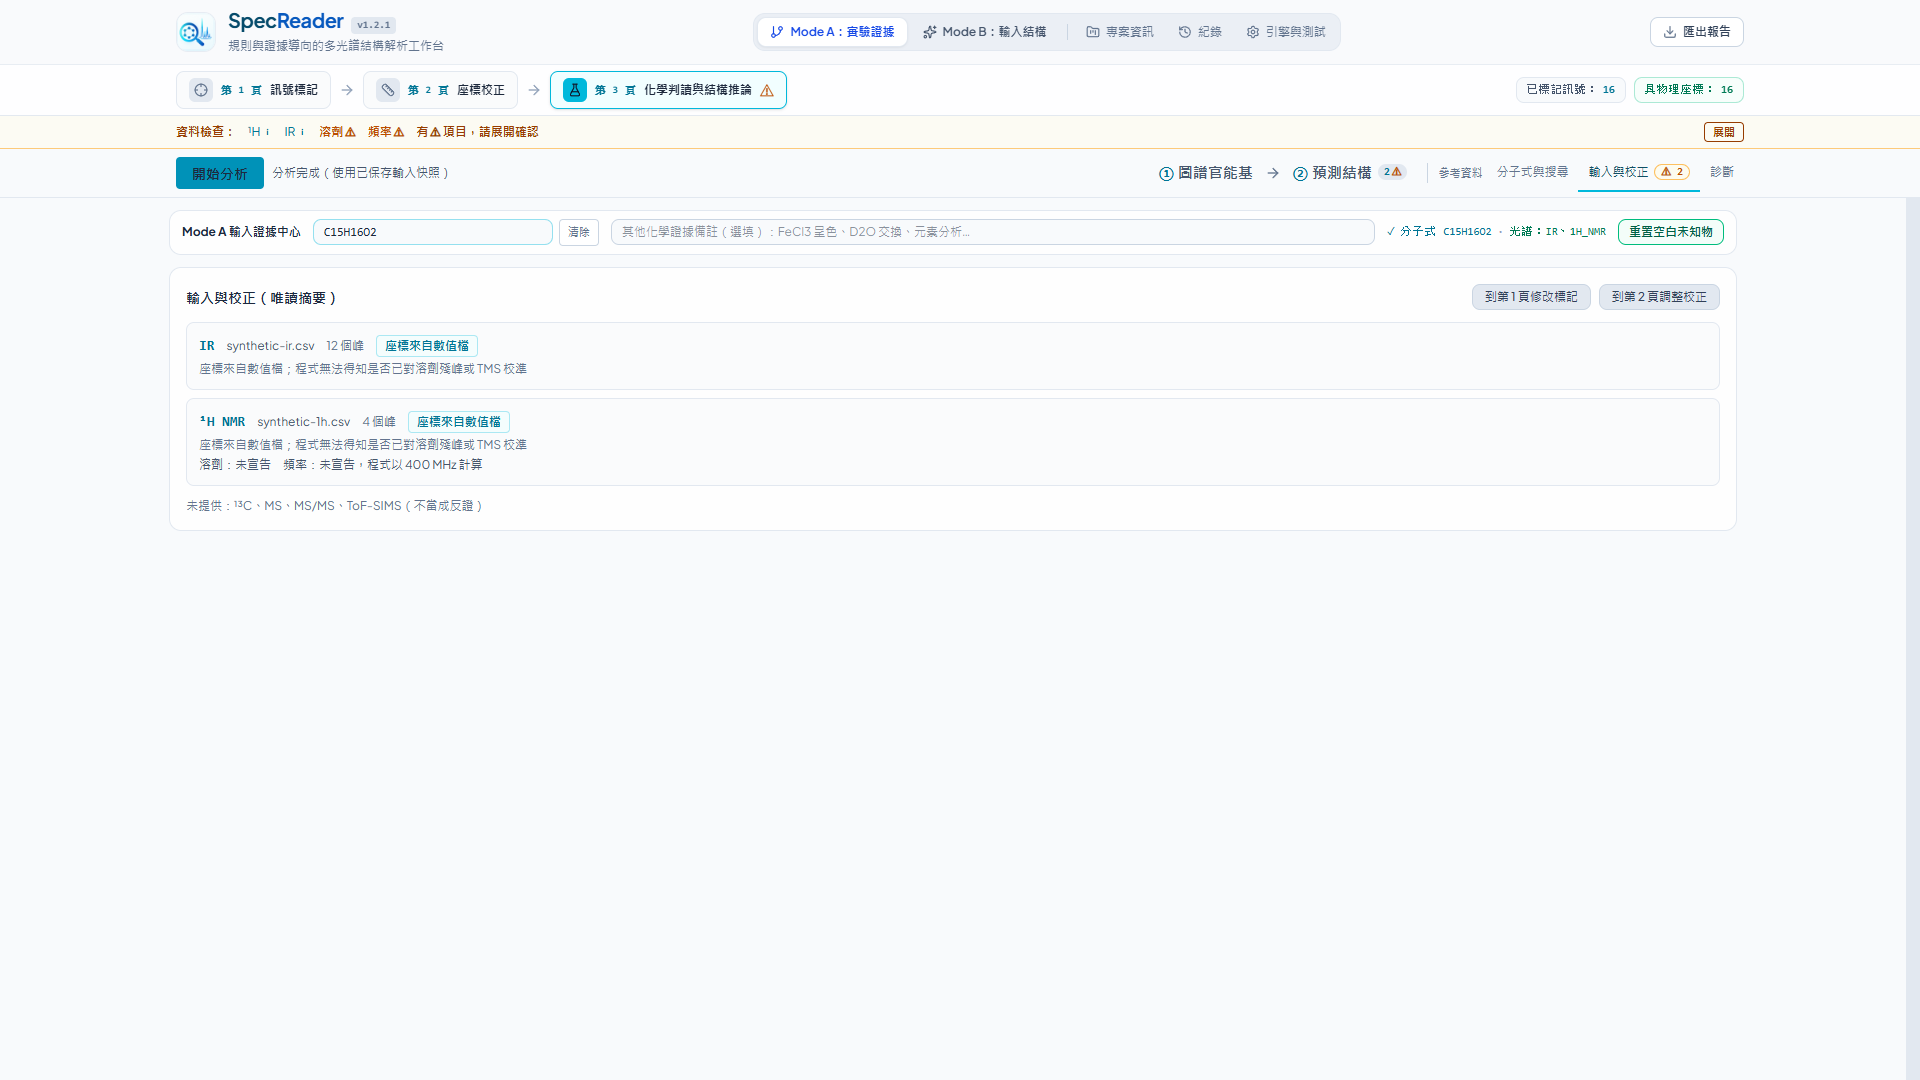 SpecReader v1.2.1
規則與證據導向的多光譜結構解析工作台
Mode A：實驗證據 Mode B：輸入結構 專案資訊 紀錄 引擎與測試
匯出報告
第 1 頁 訊號標記 → 第 2 頁 座標校正 → 第 3 頁 化學判讀與結構推論
已標記訊號： 16 具物理座標： 16
資料檢查： ¹H i IR i 溶劑⚠ 頻率⚠ 有⚠項目，請展開確認 展開
開始分析 分析完成（使用已保存輸入快照）
① 圖譜官能基 → ② 預測結構 2⚠ 參考資料 分子式與搜尋 輸入與校正 ⚠ 2 診斷
Mode A 輸入證據中心 C15H16O2 清除 其他化學證據備註（選填）：FeCl3 呈色、D2O 交換、元素分析… ✓ 分子式 C15H16O2 · 光譜：IR、1H_NMR 重置空白未知物
輸入與校正（唯讀摘要） 到第 1 頁修改標記 到第 2 頁調整校正
IR synthetic-ir.csv 12 個峰 座標來自數值檔
座標來自數值檔；程式無法得知是否已對溶劑殘峰或 TMS 校準
¹H NMR synthetic-1h.csv 4 個峰 座標來自數值檔
座標來自數值檔；程式無法得知是否已對溶劑殘峰或 TMS 校準
溶劑：未宣告 頻率：未宣告，程式以 400 MHz 計算
未提供：¹³C、MS、MS/MS、ToF-SIMS（不當成反證）